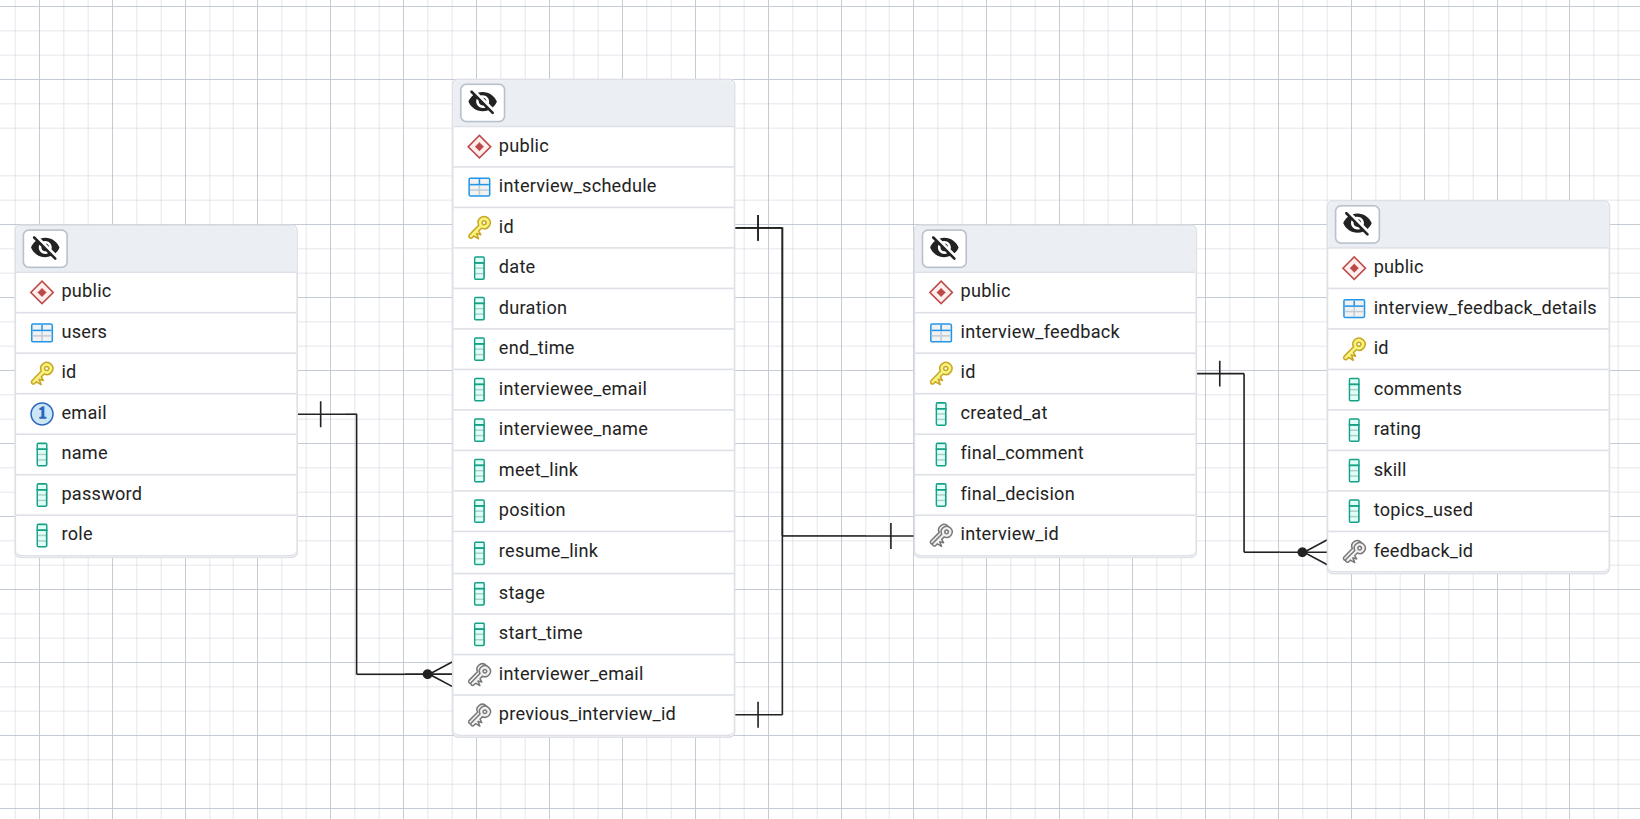 public
users
id
1
email
name
password
role
public
interview_schedule
id
date
duration
end_time
interviewee_email
interviewee_name
meet_link
position
resume_link
stage
start_time
interviewer_email
previous_interview_id
public
interview_feedback
id
created_at
final_comment
final_decision
interview_id
public
interview_feedback_details
id
comments
rating
skill
topics_used
feedback_id